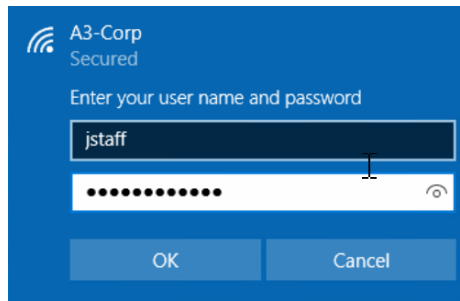 A3-Corp
Secured
Enter your user name and password
jstaff
••••••••••••
OK
Cancel